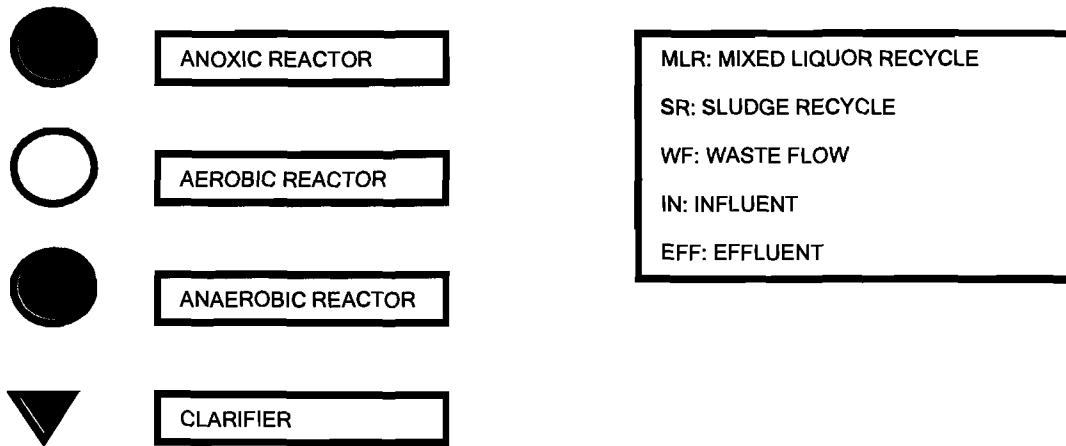 ANOXIC REACTOR
AEROBIC REACTOR
ANAEROBIC REACTOR
CLARIFIER
MLR: MIXED LIQUOR RECYCLE
SR: SLUDGE RECYCLE
WF: WASTE FLOW
IN: INFLUENT
EFF: EFFLUENT